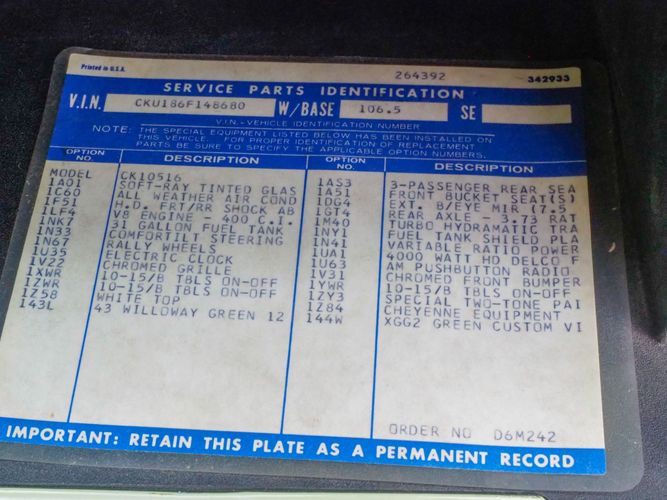 Printed in U.S.A.
264392 342933
SERVICE PARTS IDENTIFICATION
V.I.N. CKU186F148680 W/BASE 106.5 SE
V.I.N. - VEHICLE IDENTIFICATION NUMBER
NOTE: THE SPECIAL EQUIPMENT LISTED BELOW HAS BEEN INSTALLED ON
THIS VEHICLE. FOR PROPER IDENTIFICATION OF REPLACEMENT
PARTS BE SURE TO SPECIFY THE APPLICABLE OPTION NUMBERS.
OPTION NO. DESCRIPTION OPTION NO. DESCRIPTION
MODEL CK10516 1AS3 3-PASSENGER REAR SEA
1A01 SOFT-RAY TINTED GLAS 1A51 FRONT BUCKET SEAT(S)
1C60 ALL WEATHER AIR COND 1DG4 EXT. B/EYE MIR (7.5
1F51 H.D. FRT/RR SHOCK AB 1GT4 REAR AXLE - 3.73 RAT
1LF4 V8 ENGINE - 400 C.I. 1M40 TURBO HYDRAMATIC TRA
1NK7 31 GALLON FUEL TANK 1NY1 FUEL TANK SHIELD PLA
1N33 COMFORTILT STEERING 1N41 VARIABLE RATIO POWER
1N67 RALLY WHEELS 1UA1 4000 WATT HD DELCO F
1U35 ELECTRIC CLOCK 1U63 AM PUSHBUTTON RADIO
1V22 CHROMED GRILLE 1V31 CHROMED FRONT BUMPER
1XWR 10-15/B TBLS ON-OFF 1YWR 10-15/B TBLS ON-OFF
1ZWR 10-15/B TBLS ON-OFF 1ZY3 SPECIAL TWO-TONE PAI
1Z58 WHITE TOP 1Z84 CHEYENNE EQUIPMENT
143L 43 WILLOWAY GREEN 12 144W XGG2 GREEN CUSTOM VI
ORDER NO D6M242
IMPORTANT: RETAIN THIS PLATE AS A PERMANENT RECORD